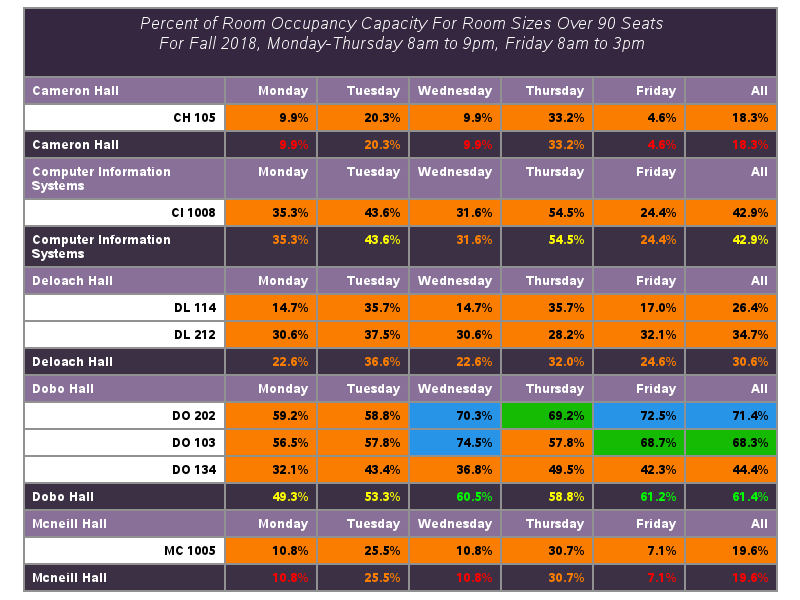 Percent of Room Occupancy Capacity For Room Sizes Over 90 Seats
For Fall 2018, Monday-Thursday 8am to 9pm, Friday 8am to 3pm
Cameron Hall Monday Tuesday Wednesday Thursday Friday All
CH 105 9.9% 20.3% 9.9% 33.2% 4.6% 18.3%
Cameron Hall 9.9% 20.3% 9.9% 33.2% 4.6% 18.3%
Computer Information Systems Monday Tuesday Wednesday Thursday Friday All
CI 1008 35.3% 43.6% 31.6% 54.5% 24.4% 42.9%
Computer Information Systems 35.3% 43.6% 31.6% 54.5% 24.4% 42.9%
Deloach Hall Monday Tuesday Wednesday Thursday Friday All
DL 114 14.7% 35.7% 14.7% 35.7% 17.0% 26.4%
DL 212 30.6% 37.5% 30.6% 28.2% 32.1% 34.7%
Deloach Hall 22.6% 36.6% 22.6% 32.0% 24.6% 30.6%
Dobo Hall Monday Tuesday Wednesday Thursday Friday All
DO 202 59.2% 58.8% 70.3% 69.2% 72.5% 71.4%
DO 103 56.5% 57.8% 74.5% 57.8% 68.7% 68.3%
DO 134 32.1% 43.4% 36.8% 49.5% 42.3% 44.4%
Dobo Hall 49.3% 53.3% 60.5% 58.8% 61.2% 61.4%
Mcneill Hall Monday Tuesday Wednesday Thursday Friday All
MC 1005 10.8% 25.5% 10.8% 30.7% 7.1% 19.6%
Mcneill Hall 10.8% 25.5% 10.8% 30.7% 7.1% 19.6%